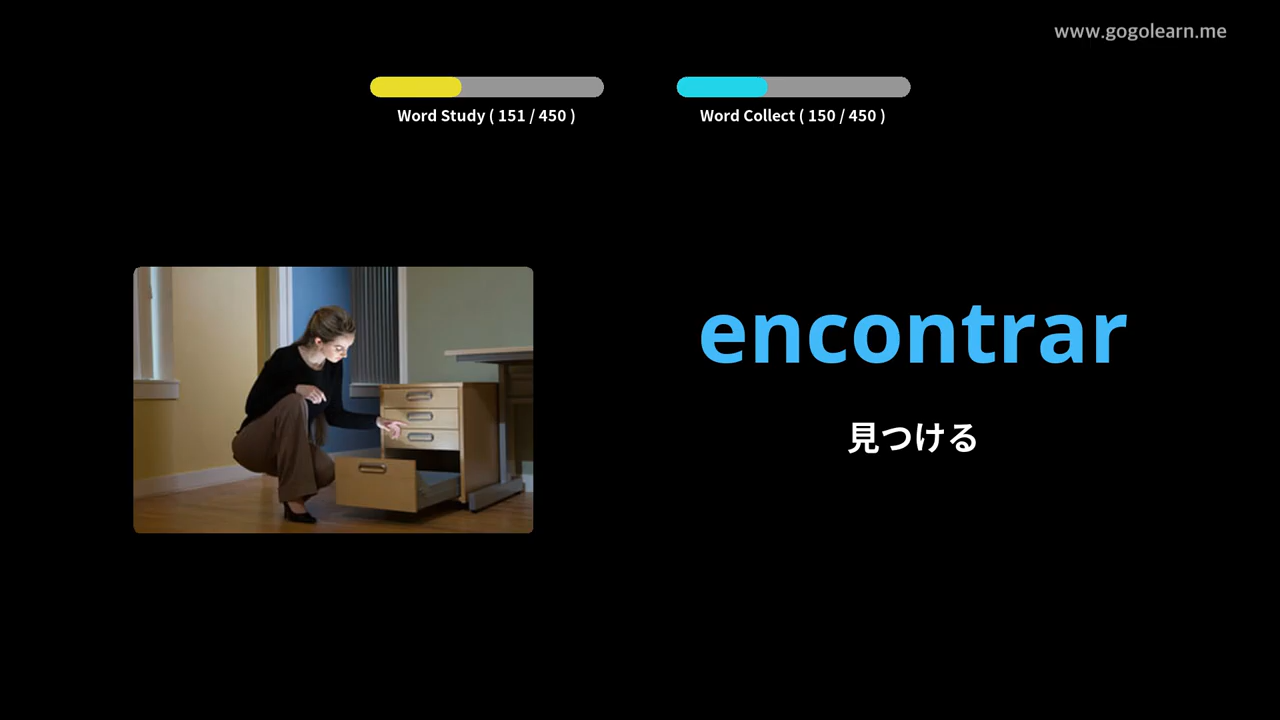 www.gogolearn.me
Word Study ( 151 / 450 )
Word Collect ( 150 / 450 )
encontrar
見つける